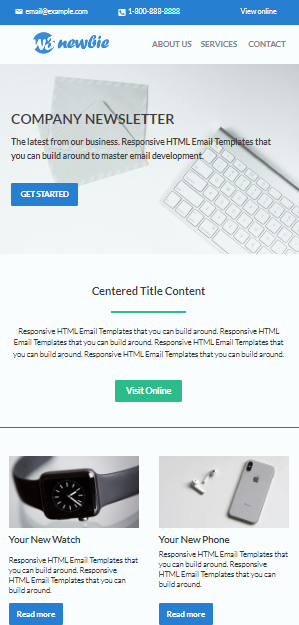 email@example.com 1-800-888-8888 View online
W3 newbie ABOUT US SERVICES CONTACT
COMPANY NEWSLETTER
The latest from our business. Responsive HTML Email Templates that
you can build around to master email development.
GET STARTED
Centered Title Content
Responsive HTML Email Templates that you can build around. Responsive HTML
Email Templates that you can build around. Responsive HTML Email Templates that
you can build around. Responsive HTML Email Templates that you can build around.
Visit Online
Your New Watch
Responsive HTML Email Templates that
you can build around. Responsive
HTML Email Templates that you can
build around.
Read more
Your New Phone
Responsive HTML Email Templates that
you can build around. Responsive
HTML Email Templates that you can
build around.
Read more